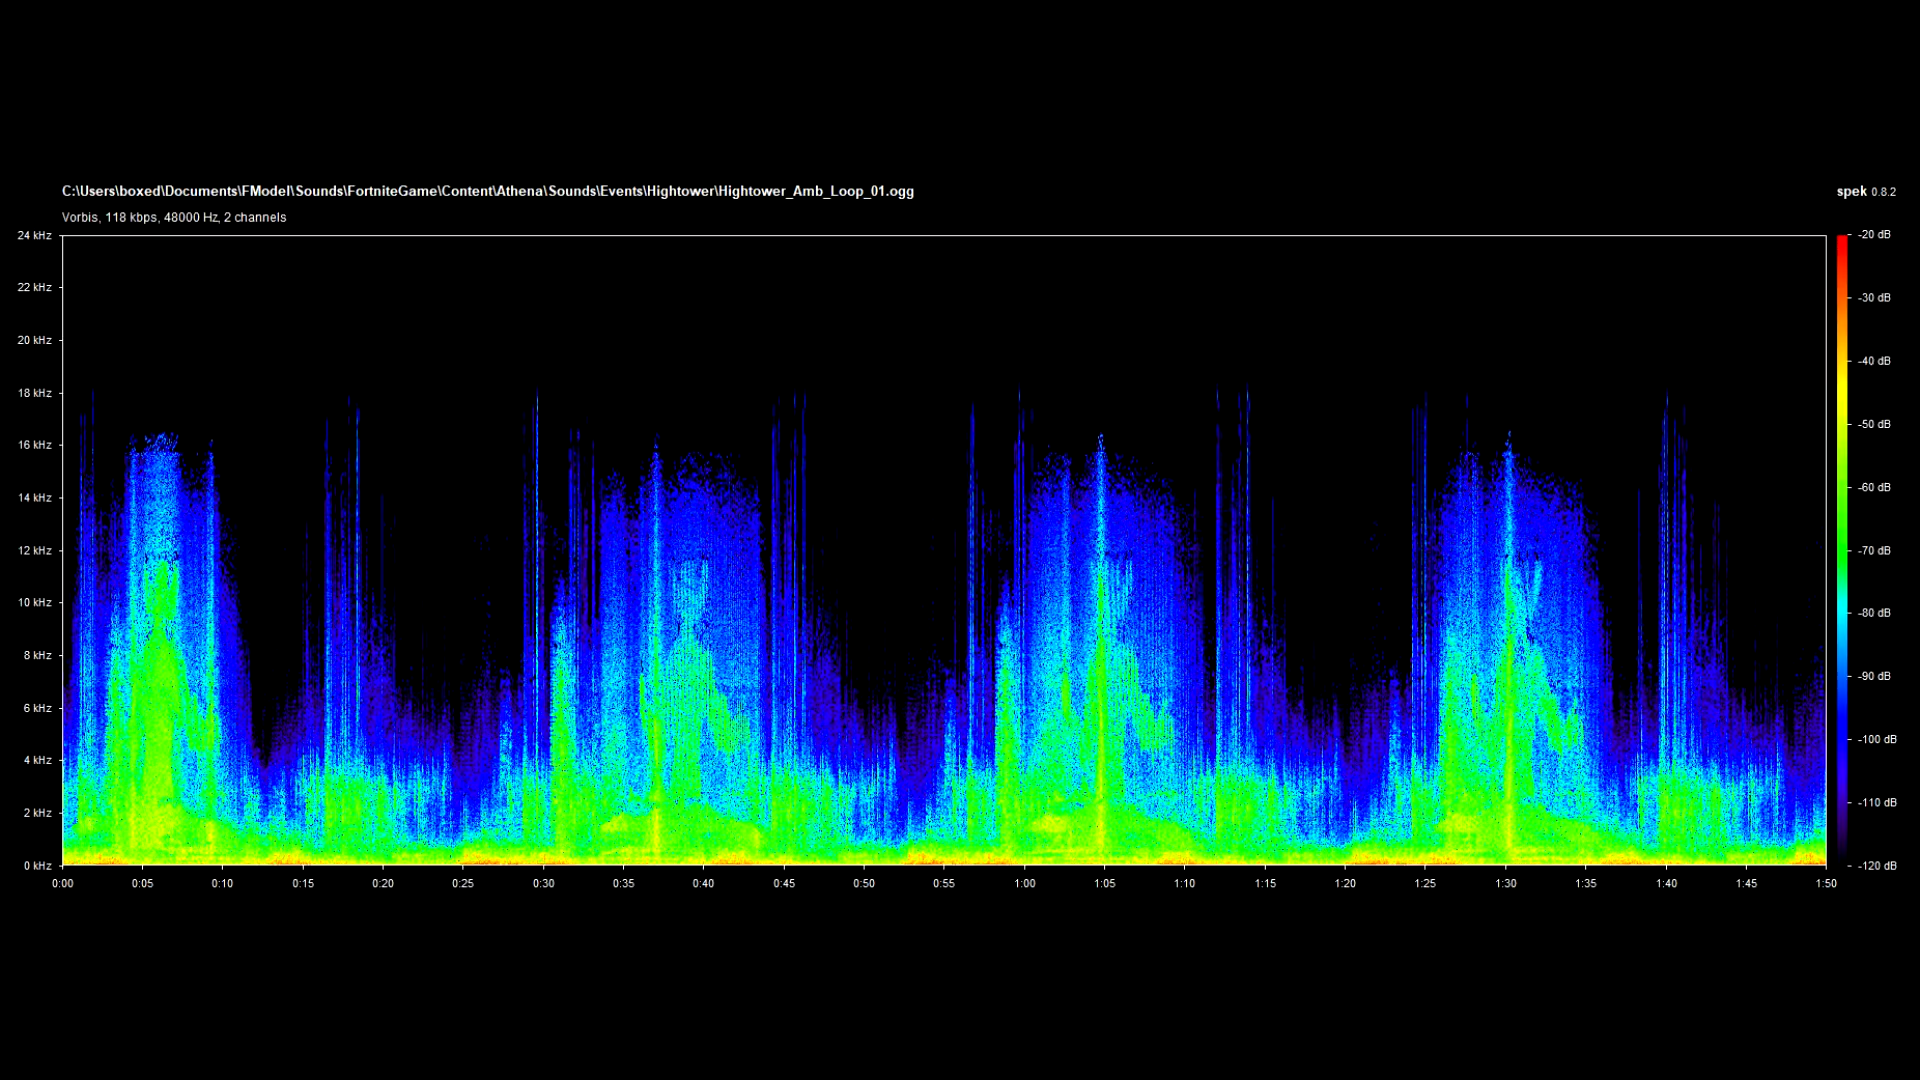 C:\Users\boxed\Documents\FModel\Sounds\FortniteGame\Content\Athena\Sounds\Events\Hightower\Hightower_Amb_Loop_01.ogg
spek 0.8.2
Vorbis, 118 kbps, 48000 Hz, 2 channels
24 kHz
22 kHz
20 kHz
18 kHz
16 kHz
14 kHz
12 kHz
10 kHz
8 kHz
6 kHz
4 kHz
2 kHz
0 kHz
-20 dB
-30 dB
-40 dB
-50 dB
-60 dB
-70 dB
-80 dB
-90 dB
-100 dB
-110 dB
-120 dB
0:00 0:05 0:10 0:15 0:20 0:25 0:30 0:35 0:40 0:45 0:50 0:55 1:00 1:05 1:10 1:15 1:20 1:25 1:30 1:35 1:40 1:45 1:50